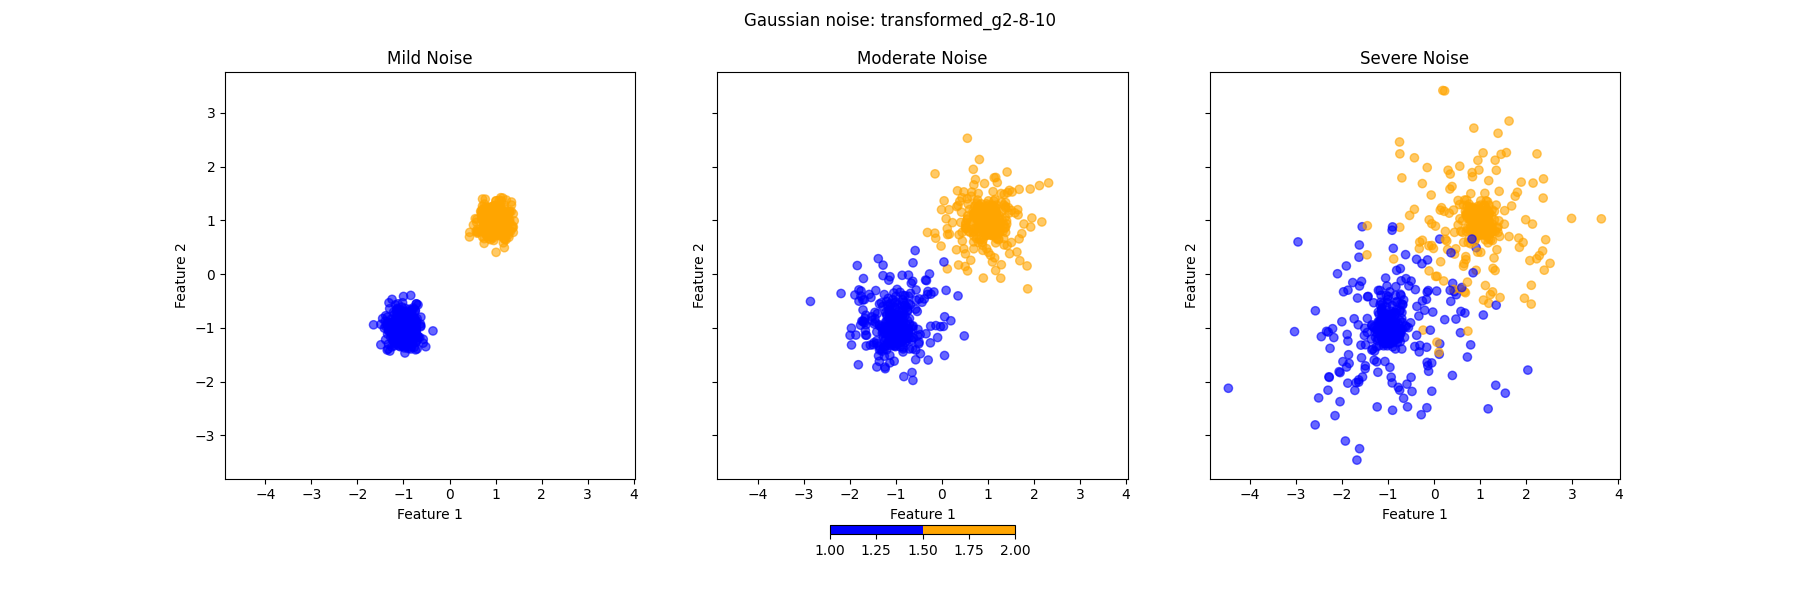 Gaussian noise: transformed_g2-8-10
Mild Noise
Moderate Noise
Severe Noise
Feature 2
3
2
1
0
−1
−2
−3
−4 −3 −2 −1 0 1 2 3 4
Feature 1
Feature 2
−4 −3 −2 −1 0 1 2 3 4
Feature 1
Feature 2
−4 −3 −2 −1 0 1 2 3 4
Feature 1
1.00 1.25 1.50 1.75 2.00